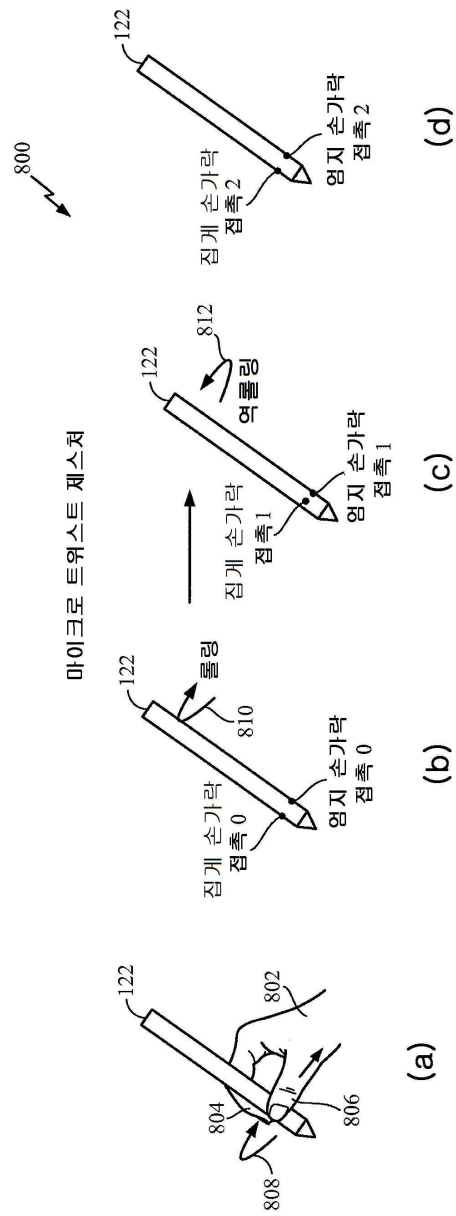 800
마이크로 트위스트 제스처
122
802
804
806
808
(a)
122
롤링
810
집게 손가락
접촉 0
엄지 손가락
접촉 0
(b)
122
812
역롤링
집게 손가락
접촉 1
엄지 손가락
접촉 1
(c)
122
집게 손가락
접촉 2
엄지 손가락
접촉 2
(d)